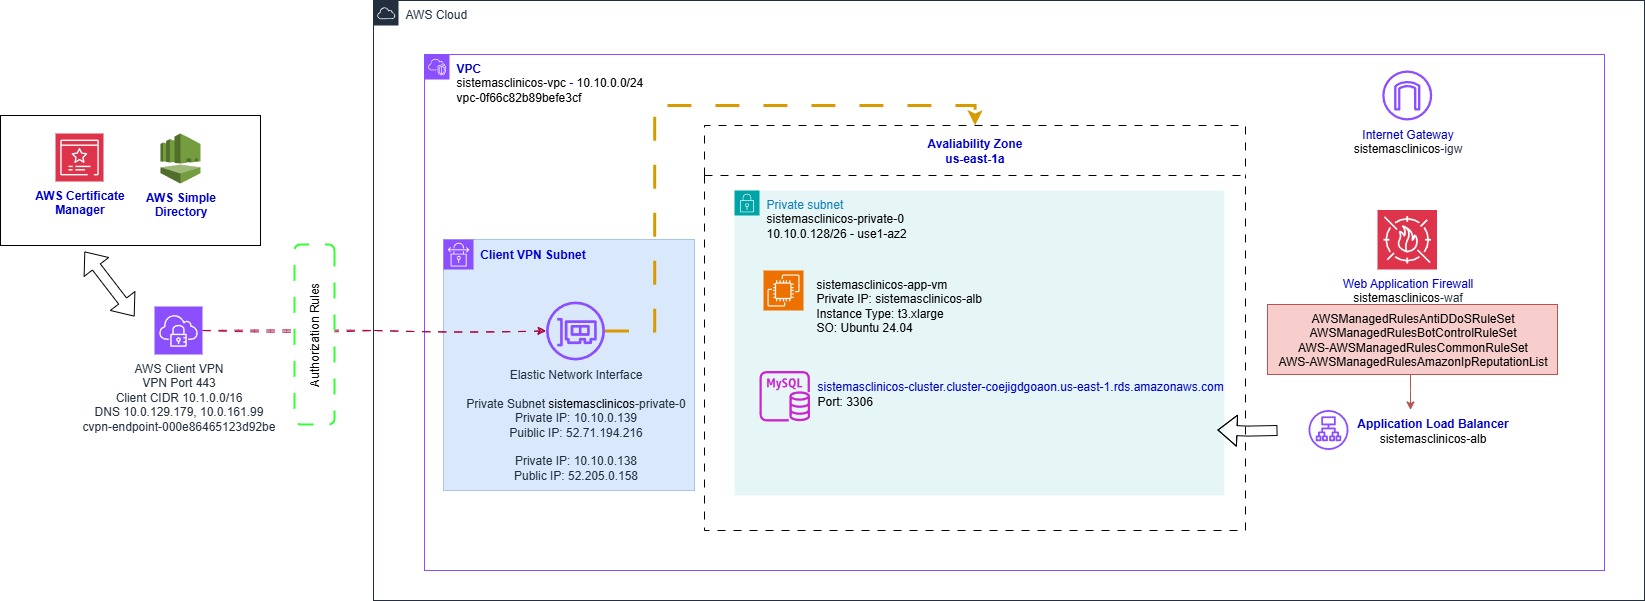 AWS Cloud
VPC
sistemasclinicos-vpc - 10.10.0.0/24
vpc-0f66c82b89befe3cf
AWS Certificate
Manager
AWS Simple
Directory
Authorization Rules
AWS Client VPN
VPN Port 443
Client CIDR 10.1.0.0/16
DNS 10.0.129.179, 10.0.161.99
cvpn-endpoint-000e86465123d92be
Client VPN Subnet
Elastic Network Interface
Private Subnet sistemasclinicos-private-0
Private IP: 10.10.0.139
Puiblic IP: 52.71.194.216
Private IP: 10.10.0.138
Public IP: 52.205.0.158
Avaliability Zone
us-east-1a
Private subnet
sistemasclinicos-private-0
10.10.0.128/26 - use1-az2
sistemasclinicos-app-vm
Private IP: sistemasclinicos-alb
Instance Type: t3.xlarge
SO: Ubuntu 24.04
MySQL
sistemasclinicos-cluster.cluster-coejigdgoaon.us-east-1.rds.amazonaws.com
Port: 3306
Internet Gateway
sistemasclinicos-igw
Web Application Firewall
sistemasclinicos-waf
AWSManagedRulesAntiDDoSRuleSet
AWSManagedRulesBotControlRuleSet
AWS-AWSManagedRulesCommonRuleSet
AWS-AWSManagedRulesAmazonIpReputationList
Application Load Balancer
sistemasclinicos-alb